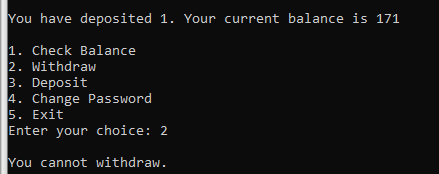 You have deposited 1. Your current balance is 171
1. Check Balance
2. Withdraw
3. Deposit
4. Change Password
5. Exit
Enter your choice: 2
You cannot withdraw.